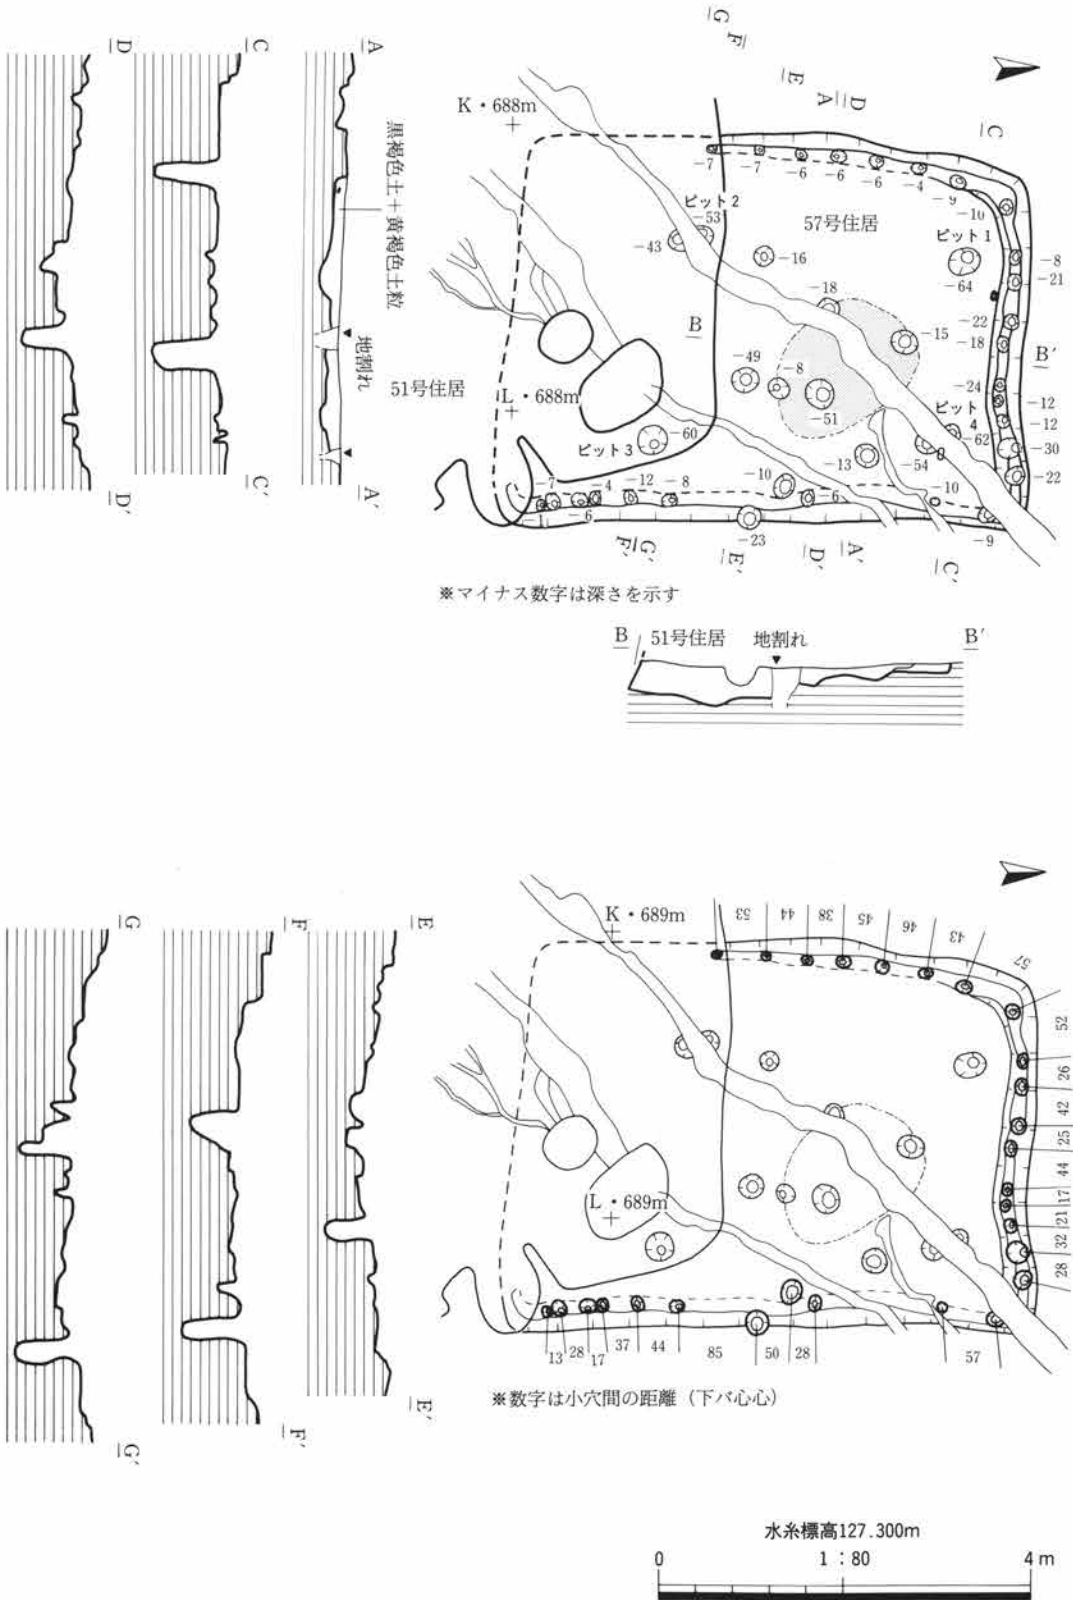 D
C
A
黒褐色土＋黄褐色土粒
地割れ
D′
C′
A′
G
F
E
A
D
C
K・688m
-7
-7
-6
-6
-6
-4
-9
-10
ピット2
-53
-43
57号住居
ピット1
-16
-64
-8
-21
-18
-22
-15
-18
B
B′
-49
-8
-24
51号住居
L・688m
-51
-12
ピット
4
-12
-62
-30
ピット3
-60
-13
-54
-22
-10
-7
-4
-12
-8
-6
-10
-1
-6
-23
-9
F′
G′
E′
D′
A′
C′
※マイナス数字は深さを示す
B
51号住居
地割れ
B′
G
F
E
K・689m
53
44
38
45
46
43
57
52
26
42
25
44
17
21
32
28
L・689m
13
28
17
37
44
85
50
28
57
※数字は小穴間の距離（下バ心心）
G′
F′
E′
水糸標高127.300m
0
1：80
4m